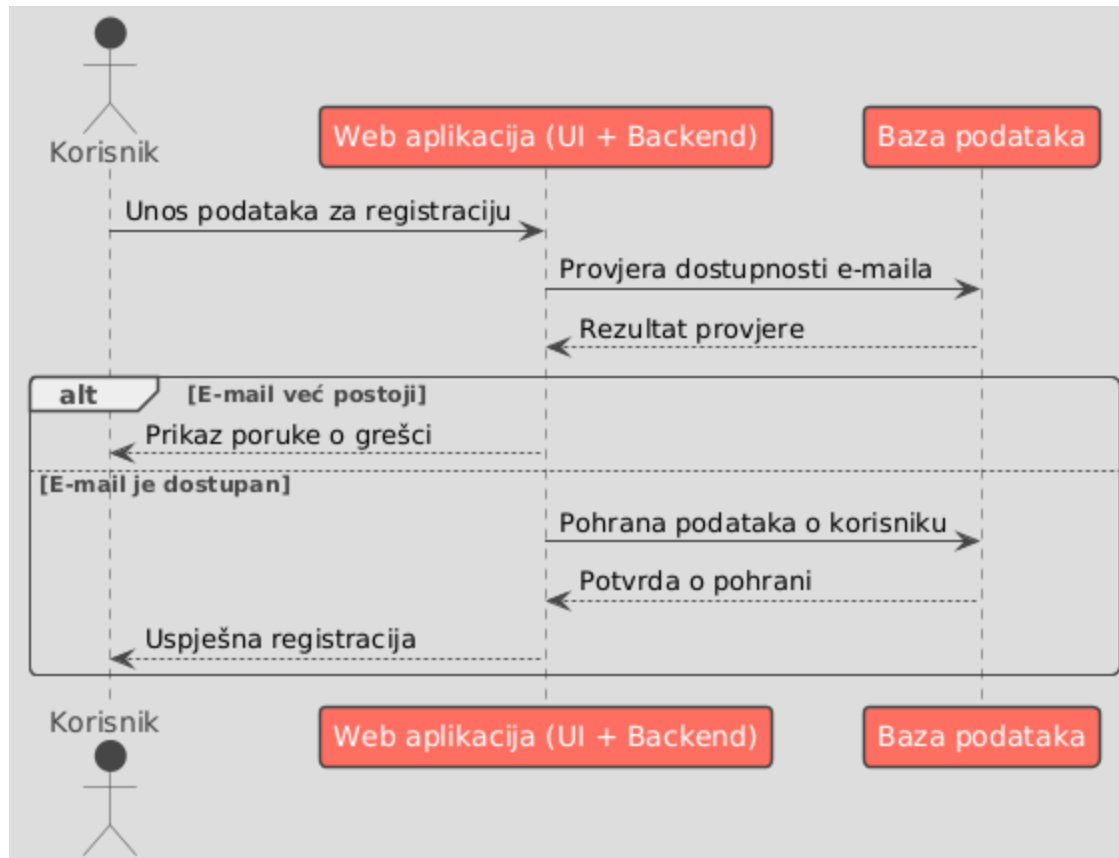 Korisnik
Web aplikacija (UI + Backend)
Baza podataka
Unos podataka za registraciju
Provjera dostupnosti e-maila
Rezultat provjere
alt
[E-mail već postoji]
Prikaz poruke o grešci
[E-mail je dostupan]
Pohrana podataka o korisniku
Potvrda o pohrani
Uspješna registracija
Korisnik
Web aplikacija (UI + Backend)
Baza podataka